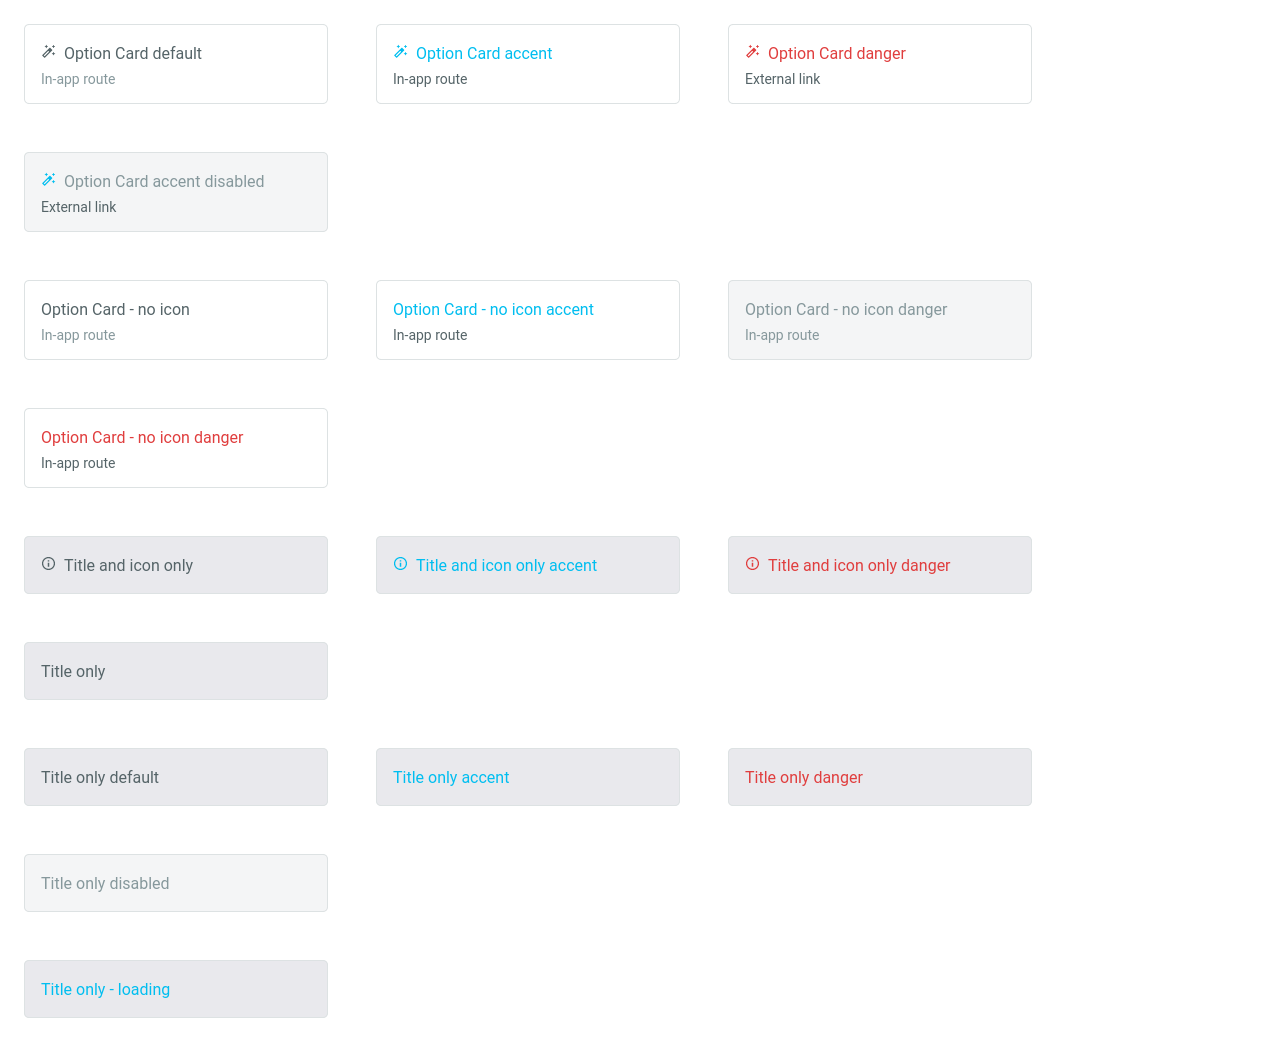 Option Card default
In-app route
Option Card accent
In-app route
Option Card danger
External link
Option Card accent disabled
External link
Option Card - no icon
In-app route
Option Card - no icon accent
In-app route
Option Card - no icon danger
In-app route
Option Card - no icon danger
In-app route
Title and icon only
Title and icon only accent
Title and icon only danger
Title only
Title only default
Title only accent
Title only danger
Title only disabled
Title only - loading